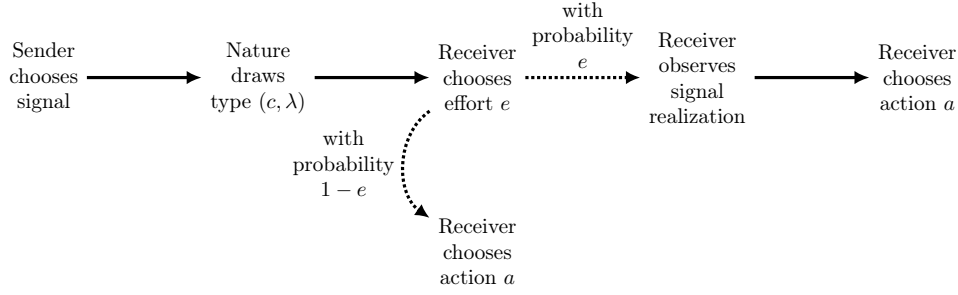 Sender
chooses
signal
Nature
draws
type (c, λ)
Receiver
chooses
effort e
with
probability
e
Receiver
observes
signal
realization
Receiver
chooses
action a
with
probability
1 − e
Receiver
chooses
action a